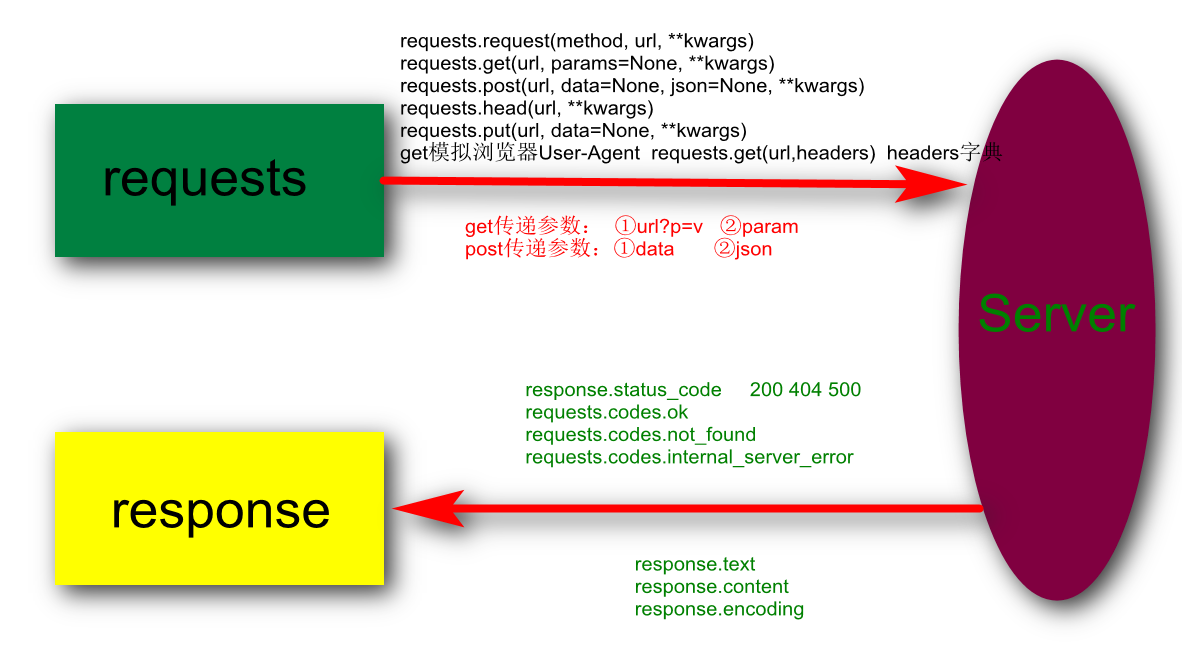 requests.request(method, url, **kwargs)
requests.get(url, params=None, **kwargs)
requests.post(url, data=None, json=None, **kwargs)
requests.head(url, **kwargs)
requests.put(url, data=None, **kwargs)
get模拟浏览器User-Agent requests.get(url,headers) headers字典
requests
get传递参数： ①url?p=v ②param
post传递参数：①data ②json
Server
response.status_code 200 404 500
requests.codes.ok
requests.codes.not_found
requests.codes.internal_server_error
response
response.text
response.content
response.encoding